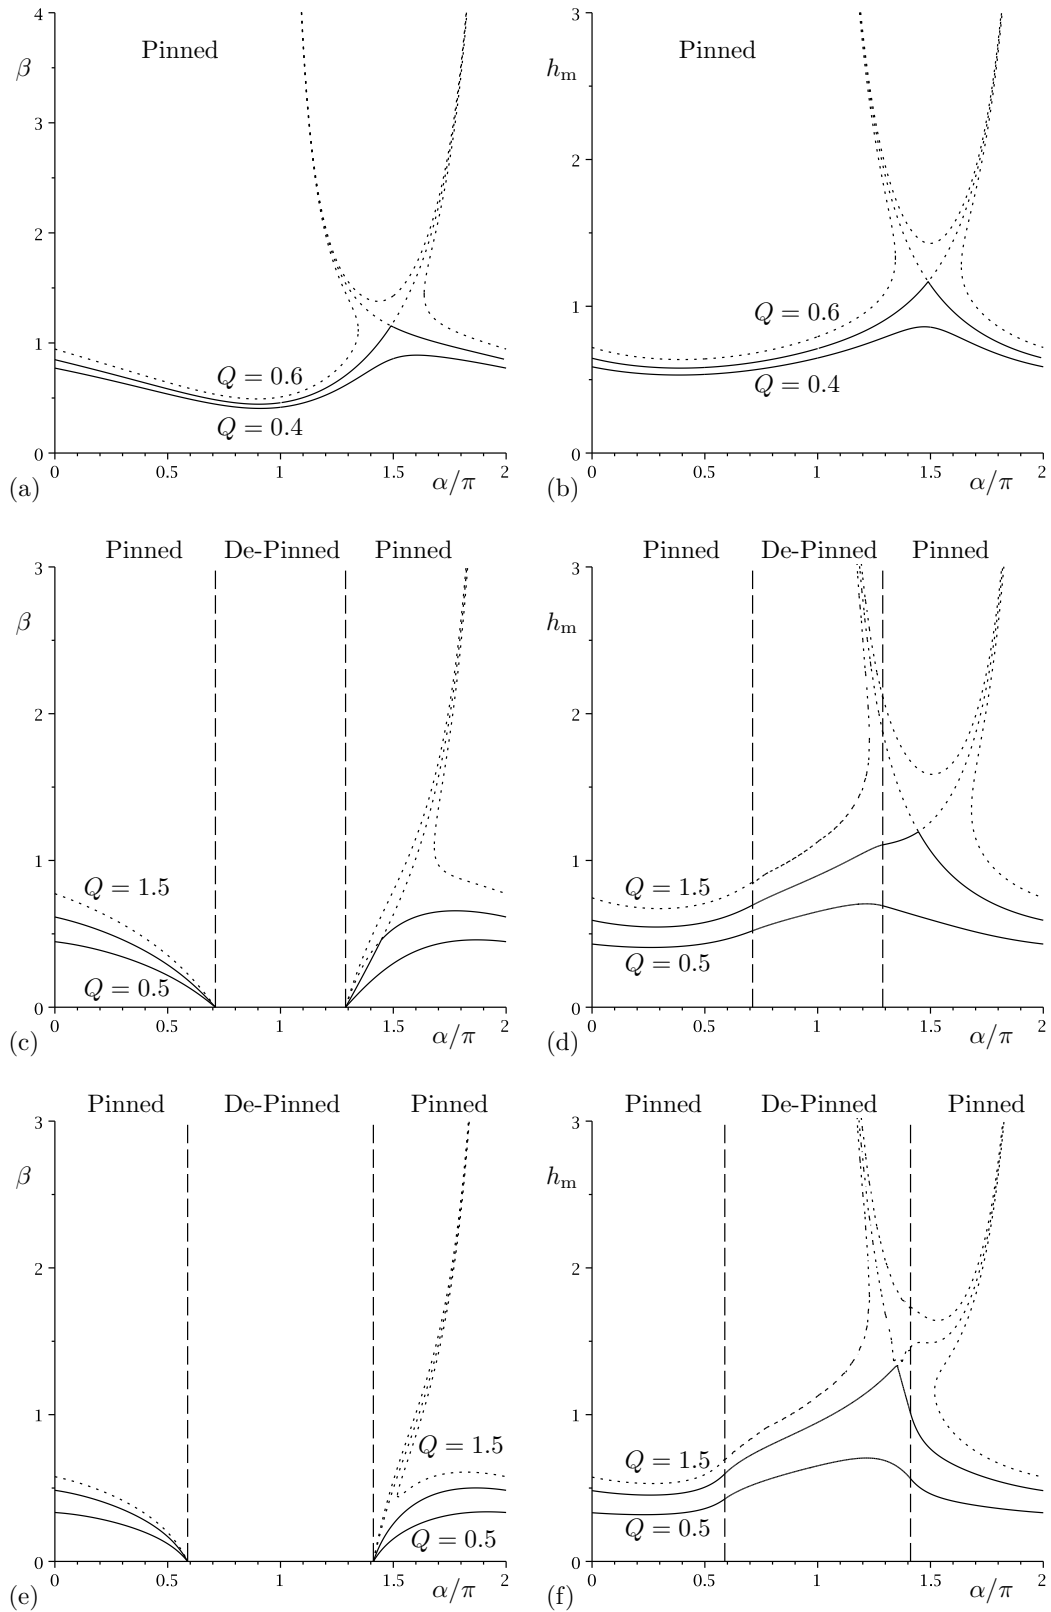 4
Pinned
β
3
2
1
0
Q = 0.6
Q = 0.4
0 0.5 1 1.5 2
α/π
(a)
3
Pinned
h_m
2
1
0
Q = 0.6
Q = 0.4
0 0.5 1 1.5 2
α/π
(b)
Pinned De-Pinned Pinned
3
β
2
1
0
Q = 1.5
Q = 0.5
0 0.5 1 1.5 2
α/π
(c)
Pinned De-Pinned Pinned
3
h_m
2
1
0
Q = 1.5
Q = 0.5
0 0.5 1 1.5 2
α/π
(d)
Pinned De-Pinned Pinned
3
β
2
1
0
Q = 1.5
Q = 0.5
0 0.5 1 1.5 2
α/π
(e)
Pinned De-Pinned Pinned
3
h_m
2
1
0
Q = 1.5
Q = 0.5
0 0.5 1 1.5 2
α/π
(f)